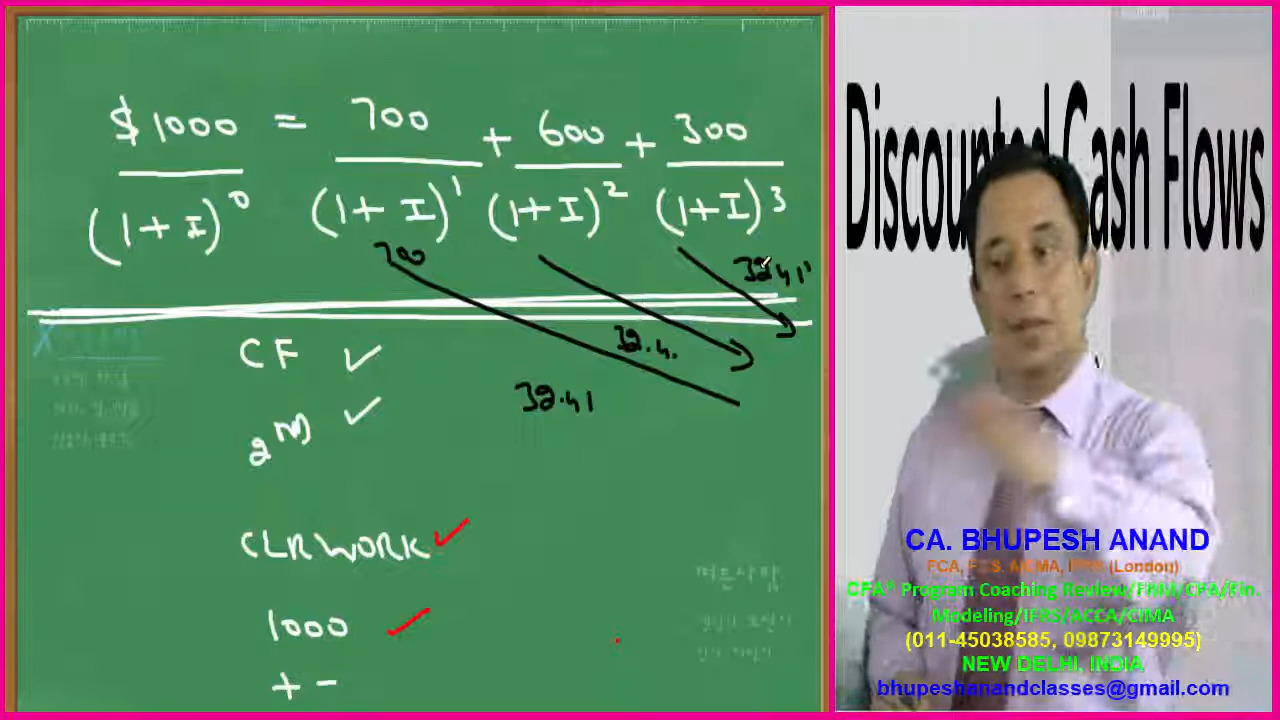 $1000 = 700 + 600 + 300
(1+I)^0 (1+I)^1 (1+I)^2 (1+I)^3
700 32.41
CF ✓ 32.4.
2ND ✓ 32.41
CLR WORK ✓
1000 ✓
+ -
Discounted Cash Flows
CA. BHUPESH ANAND
(London)
CFA® Program Coaching Review/FRM/CPA/Fin.
Modeling/IFRS/ACCA/CIMA
(011-45038585, 09873149995)
NEW DELHI, INDIA
bhupeshanandclasses@gmail.com